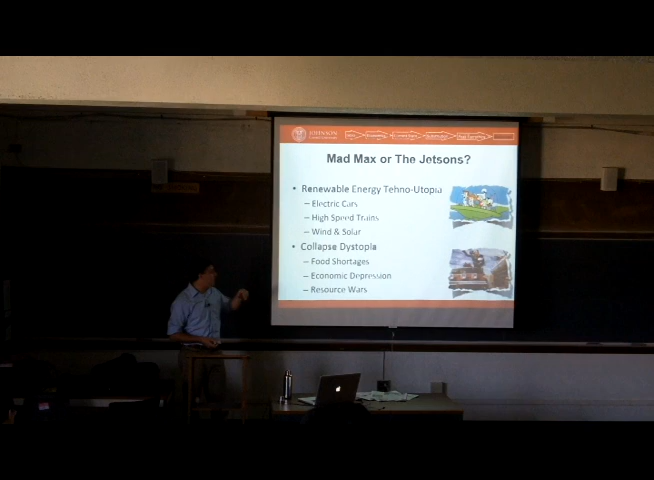 JOHNSON
Mad Max or The Jetsons?
• Renewable Energy Tehno-Utopia
– Electric Cars
– High Speed Trains
– Wind & Solar
• Collapse Dystopia
– Food Shortages
– Economic Depression
– Resource Wars